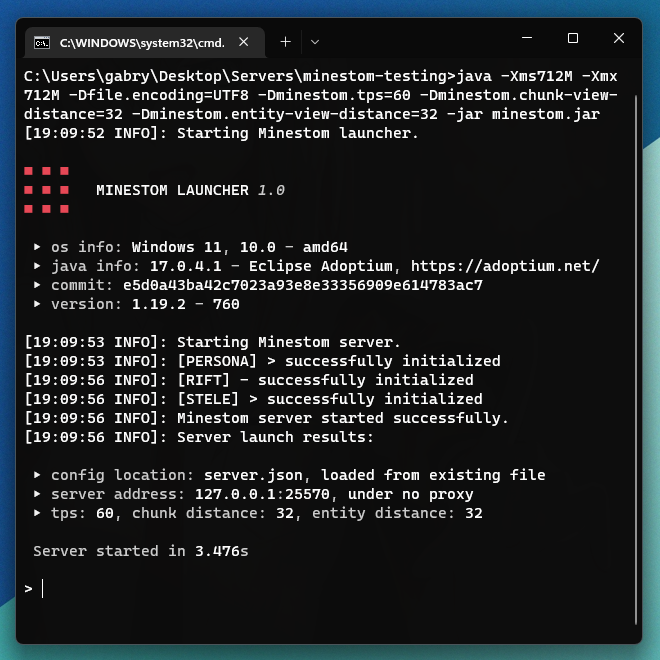 C:\WINDOWS\system32\cmd.
C:\Users\gabry\Desktop\Servers\minestom-testing>java -Xms712M -Xmx
712M -Dfile.encoding=UTF8 -Dminestom.tps=60 -Dminestom.chunk-view-
distance=32 -Dminestom.entity-view-distance=32 -jar minestom.jar
[19:09:52 INFO]: Starting Minestom launcher.
MINESTOM LAUNCHER 1.0
▸ os info: Windows 11, 10.0 - amd64
▸ java info: 17.0.4.1 - Eclipse Adoptium, https://adoptium.net/
▸ commit: e5d0a43ba42c7023a93e8e33356909e614783ac7
▸ version: 1.19.2 - 760
[19:09:53 INFO]: Starting Minestom server.
[19:09:53 INFO]: [PERSONA] > successfully initialized
[19:09:56 INFO]: [RIFT] - successfully initialized
[19:09:56 INFO]: [STELE] > successfully initialized
[19:09:56 INFO]: Minestom server started successfully.
[19:09:56 INFO]: Server launch results:
▸ config location: server.json, loaded from existing file
▸ server address: 127.0.0.1:25570, under no proxy
▸ tps: 60, chunk distance: 32, entity distance: 32
Server started in 3.476s
>